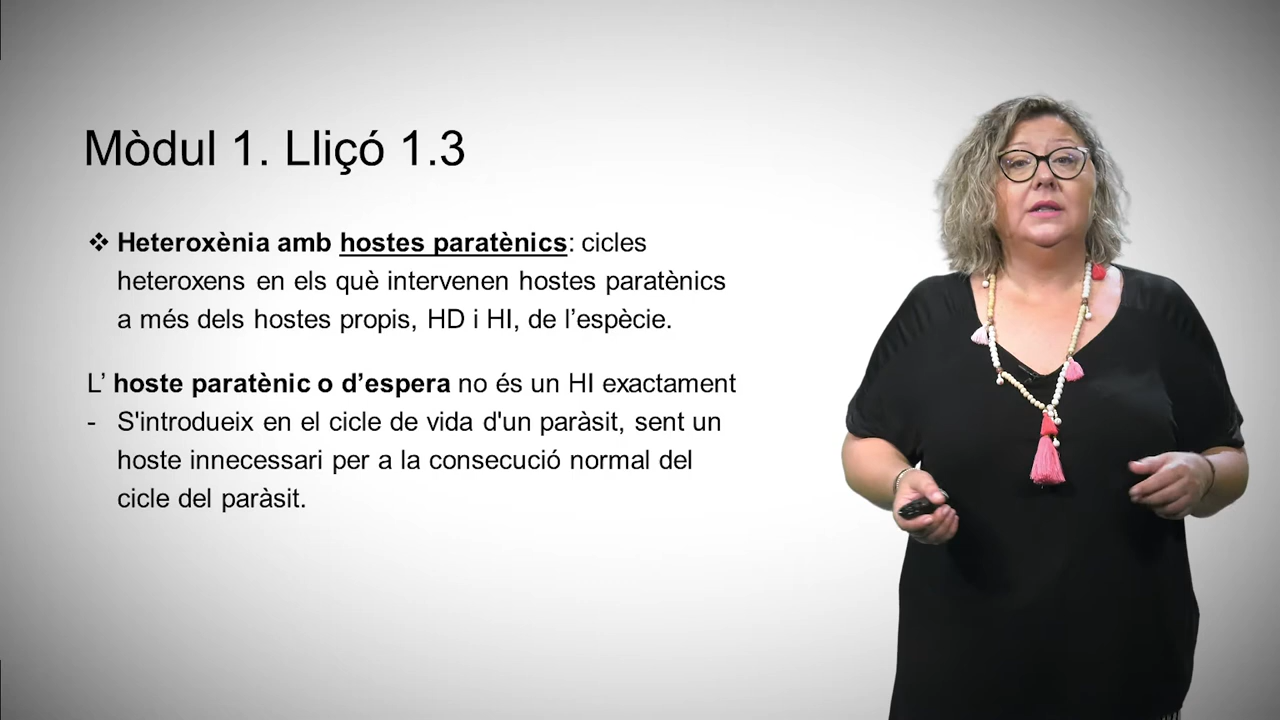 Mòdul 1. Lliçó 1.3
❖ Heteroxènia amb hostes paratènics: cicles
heteroxens en els què intervenen hostes paratènics
a més dels hostes propis, HD i HI, de l’espècie.
L’ hoste paratènic o d’espera no és un HI exactament
- S'introdueix en el cicle de vida d'un paràsit, sent un
hoste innecessari per a la consecució normal del
cicle del paràsit.